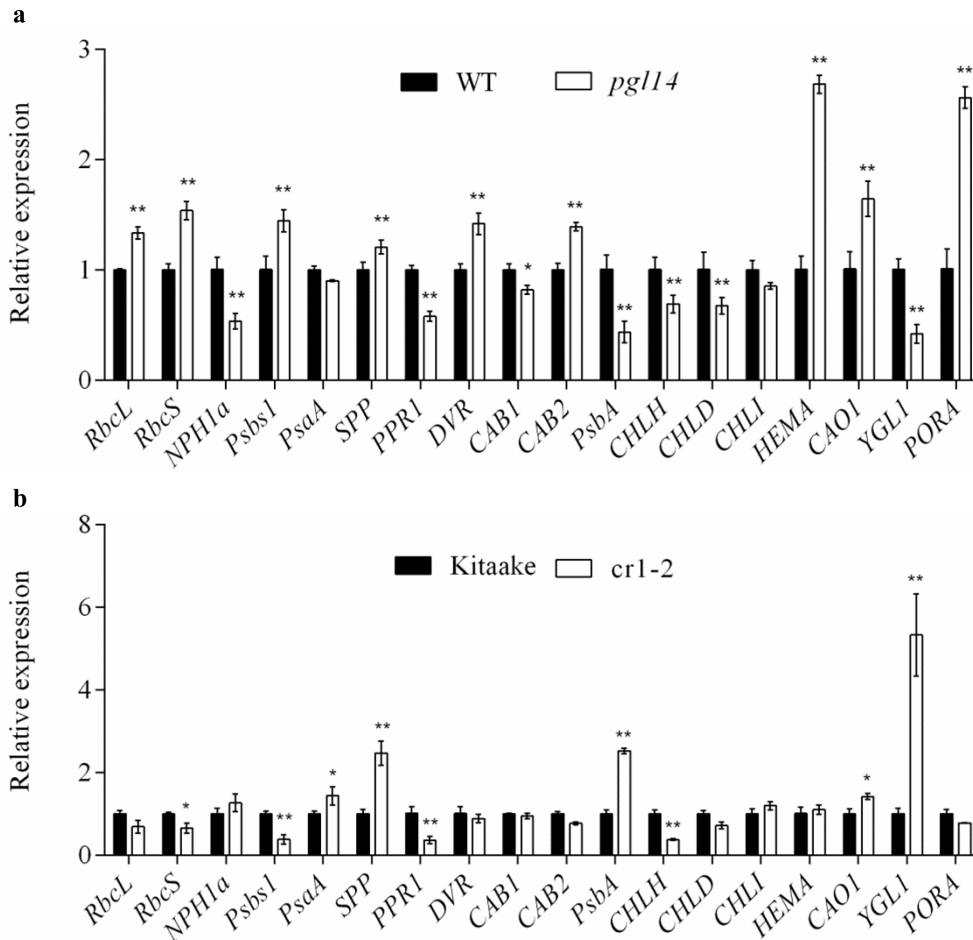 a
3
2
1
0
Relative expression
WT pgl14
** ** ** ** ** ** ** ** * ** ** ** ** ** ** ** **
RbcL RbcS NPH1a Psbs1 PsaA SPP PPR1 DVR CAB1 CAB2 PsbA CHLH CHLD CHLI HEMA CAO1 YGL1 PORA
b
8
6
4
2
0
Relative expression
Kitaake cr1-2
* ** * ** ** ** ** * **
RbcL RbcS NPH1a Psbs1 PsaA SPP PPR1 DVR CAB1 CAB2 PsbA CHLH CHLD CHLI HEMA CAO1 YGL1 PORA